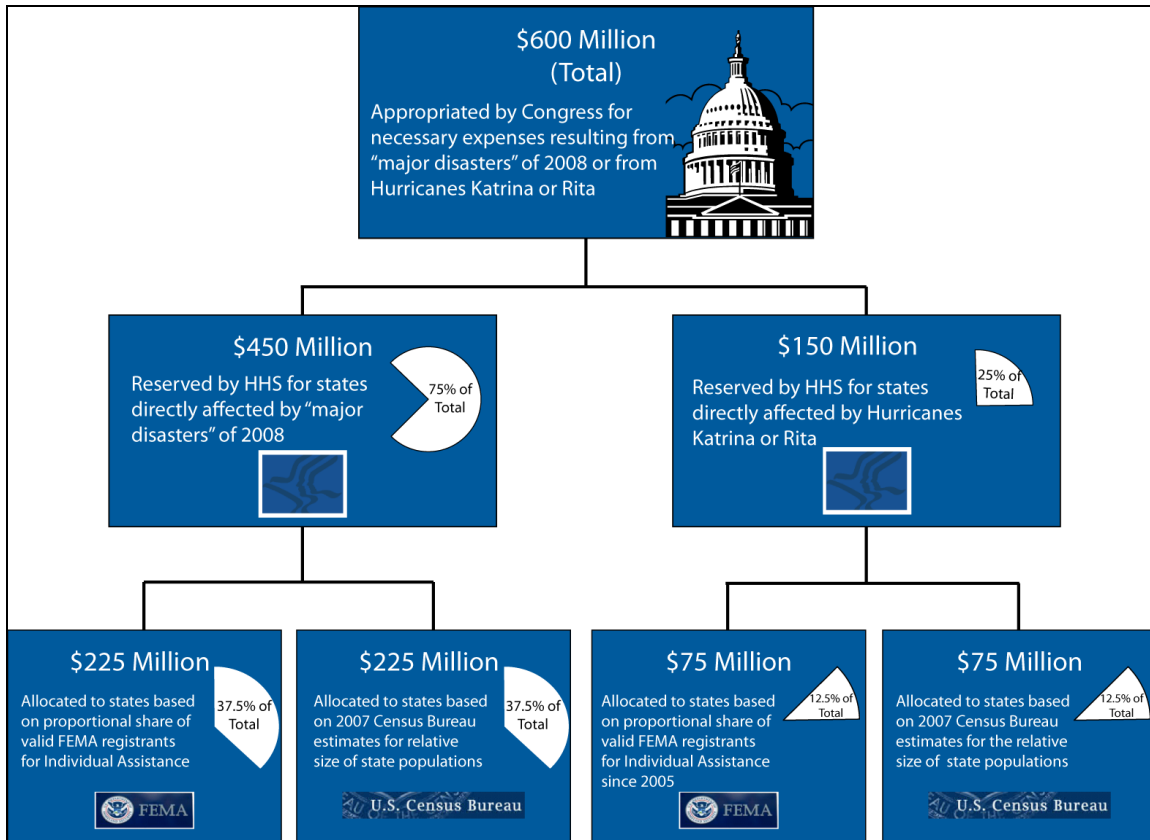 $600 Million
(Total)
Appropriated by Congress for
necessary expenses resulting from
“major disasters” of 2008 or from
Hurricanes Katrina or Rita
$450 Million
Reserved by HHS for states
directly affected by “major
disasters” of 2008
75% of
Total
$150 Million
Reserved by HHS for states
directly affected by Hurricanes
Katrina or Rita
25% of
Total
$225 Million
Allocated to states based
on proportional share of
valid FEMA registrants
for Individual Assistance
37.5% of
Total
FEMA
$225 Million
Allocated to states based
on 2007 Census Bureau
estimates for relative
size of state populations
37.5% of
Total
U.S. Census Bureau
$75 Million
Allocated to states based
on proportional share of
valid FEMA registrants
for Individual Assistance
since 2005
12.5% of
Total
FEMA
$75 Million
Allocated to states based
on 2007 Census Bureau
estimates for the relative
size of state populations
12.5% of
Total
U.S. Census Bureau